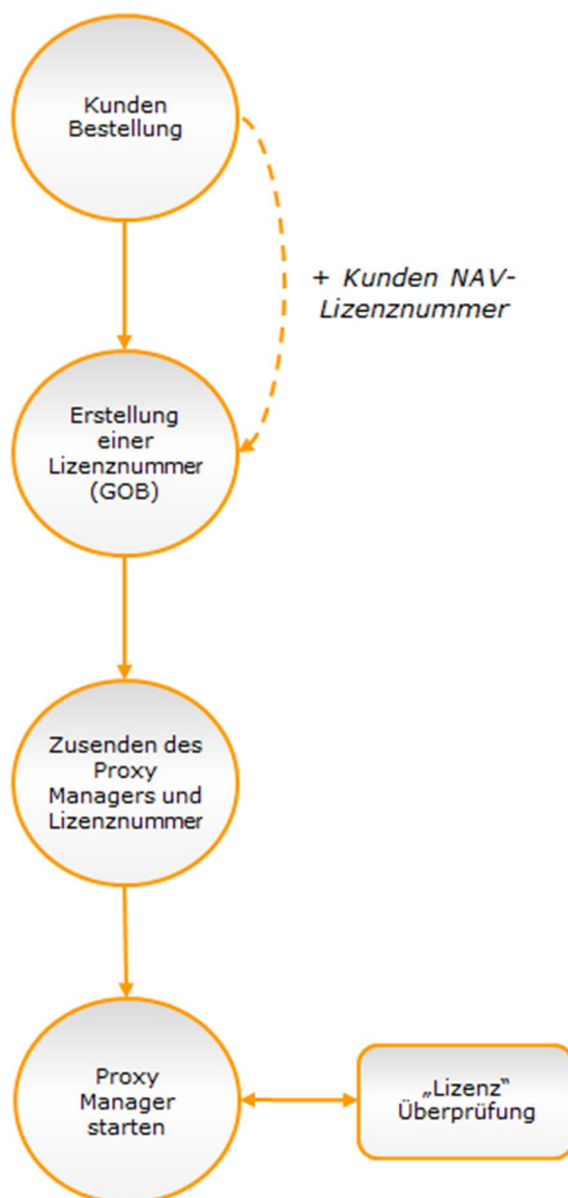 Kunden
Bestellung
+ Kunden NAV-
Lizenznummer
Erstellung
einer
Lizenznummer
(GOB)
Zusenden des
Proxy
Managers und
Lizenznummer
Proxy
Manager
starten
„Lizenz“
Überprüfung